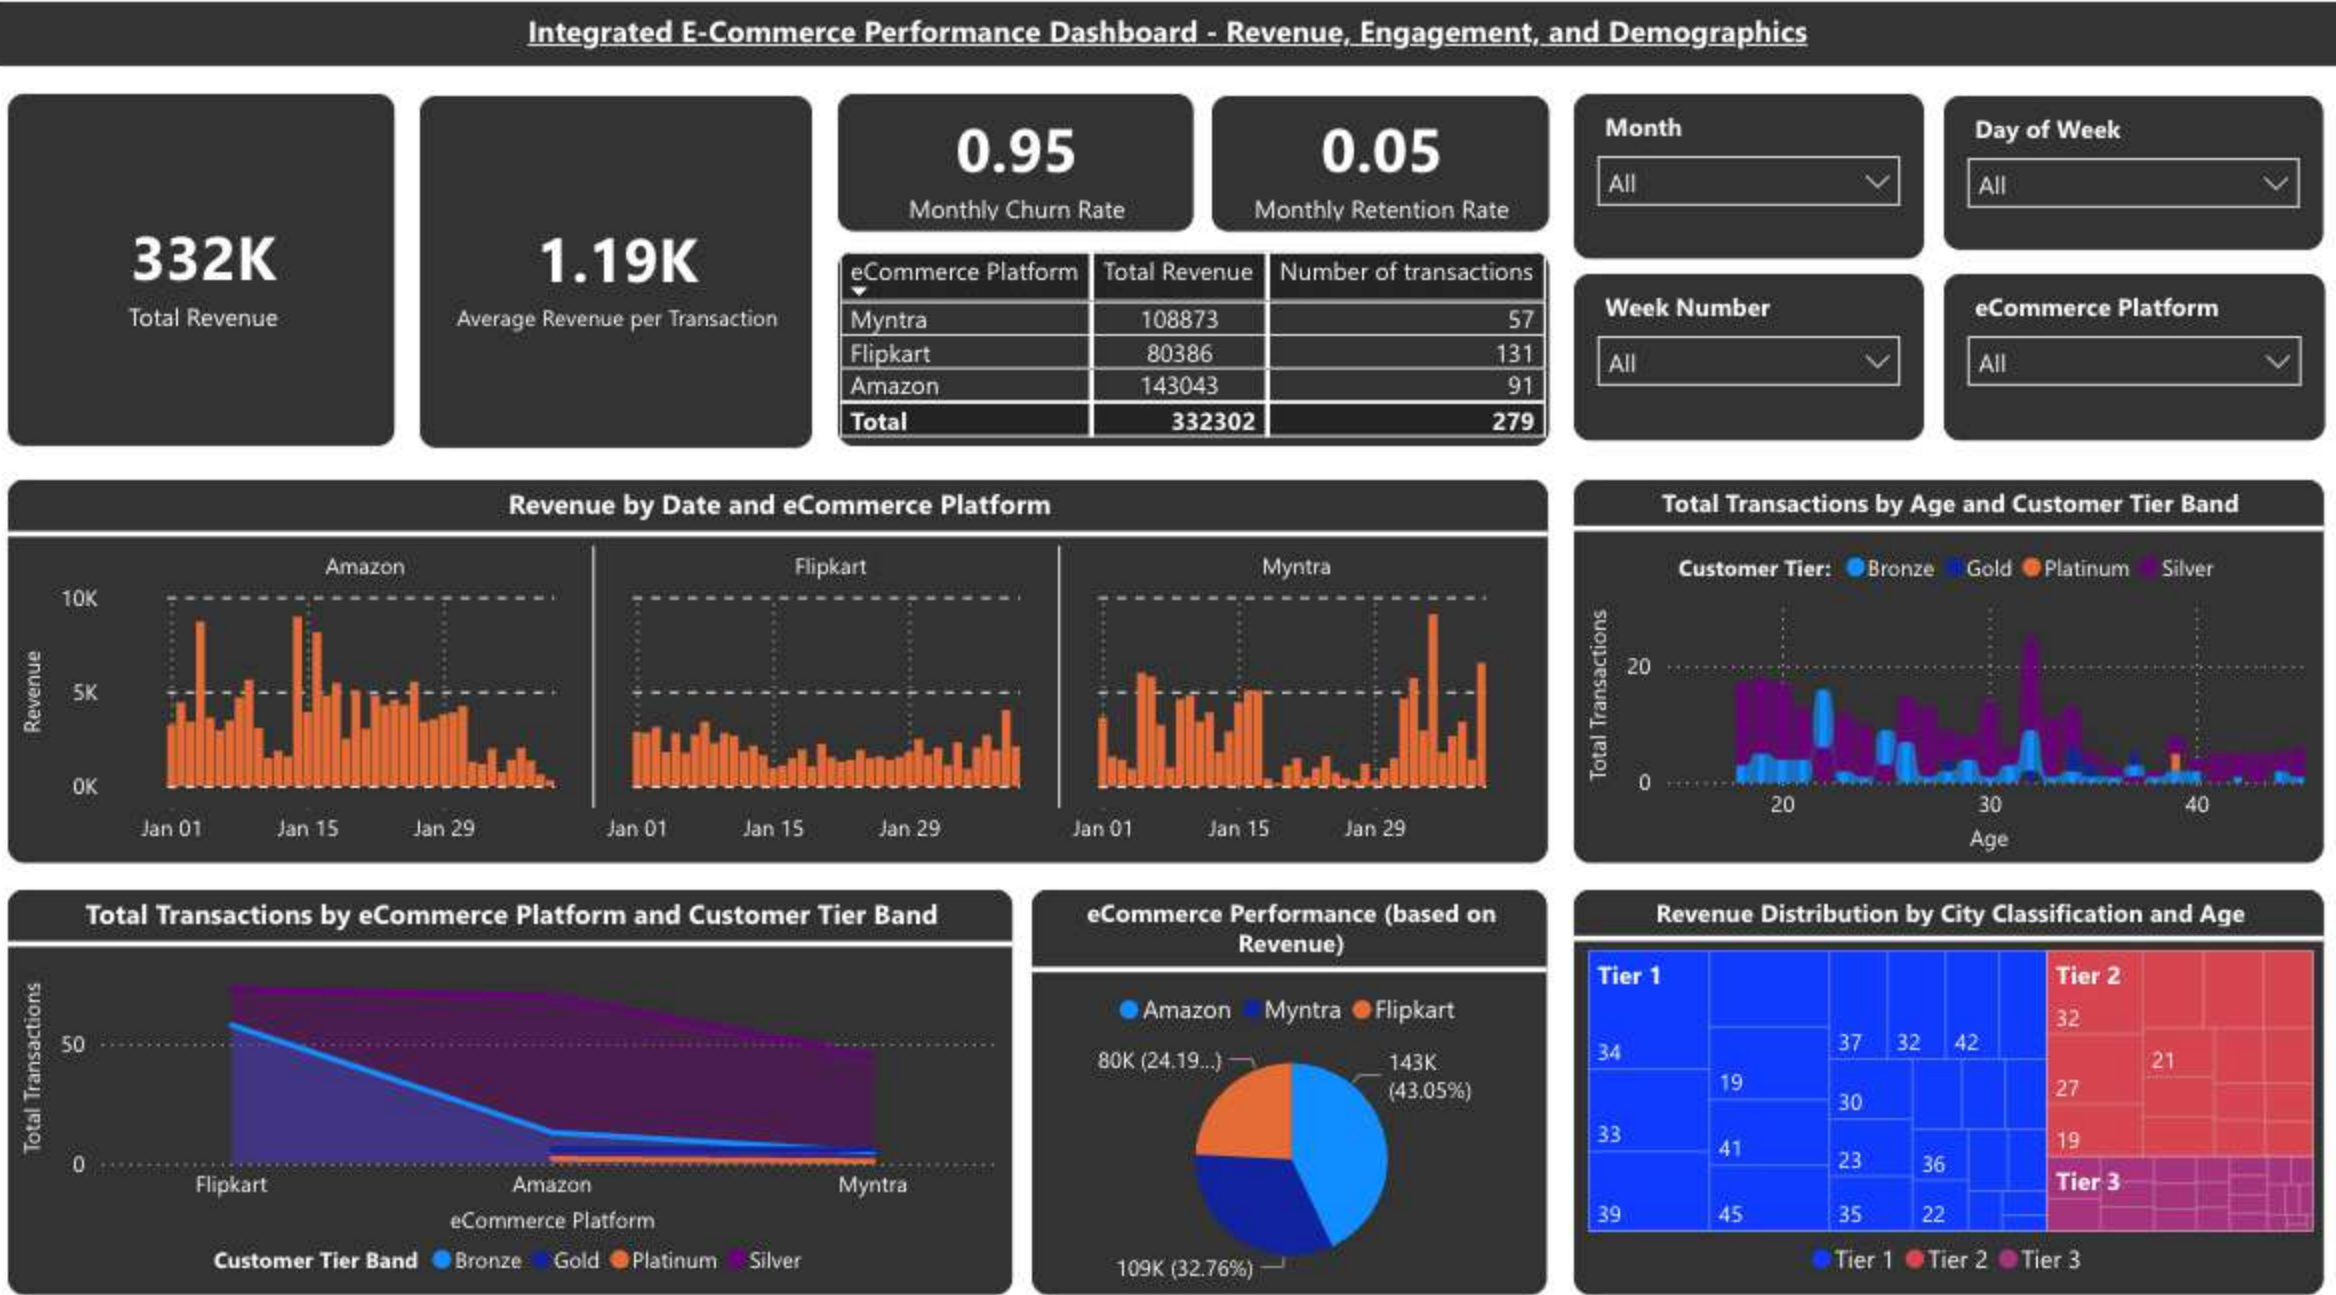 Integrated E-Commerce Performance Dashboard - Revenue, Engagement, and Demographics
332K
Total Revenue
1.19K
Average Revenue per Transaction
0.95
Monthly Churn Rate
0.05
Monthly Retention Rate
eCommerce Platform Total Revenue Number of transactions
Myntra 108873 57
Flipkart 80386 131
Amazon 143043 91
Total 332302 279
Month
All
Day of Week
All
Week Number
All
eCommerce Platform
All
Revenue by Date and eCommerce Platform
Amazon Flipkart Myntra
Revenue
10K
5K
0K
Jan 01 Jan 15 Jan 29 Jan 01 Jan 15 Jan 29 Jan 01 Jan 15 Jan 29
Total Transactions by Age and Customer Tier Band
Customer Tier: Bronze Gold Platinum Silver
Total Transactions
20
0
20 30 40
Age
Total Transactions by eCommerce Platform and Customer Tier Band
Total Transactions
50
0
Flipkart Amazon Myntra
eCommerce Platform
Customer Tier Band Bronze Gold Platinum Silver
eCommerce Performance (based on
Revenue)
Amazon Myntra Flipkart
80K (24.19...)
143K
(43.05%)
109K (32.76%)
Revenue Distribution by City Classification and Age
Tier 1
34
33
39
19
41
45
37 32 42
30
23
36
35
22
Tier 2
32
21
27
19
Tier 3
Tier 1 Tier 2 Tier 3